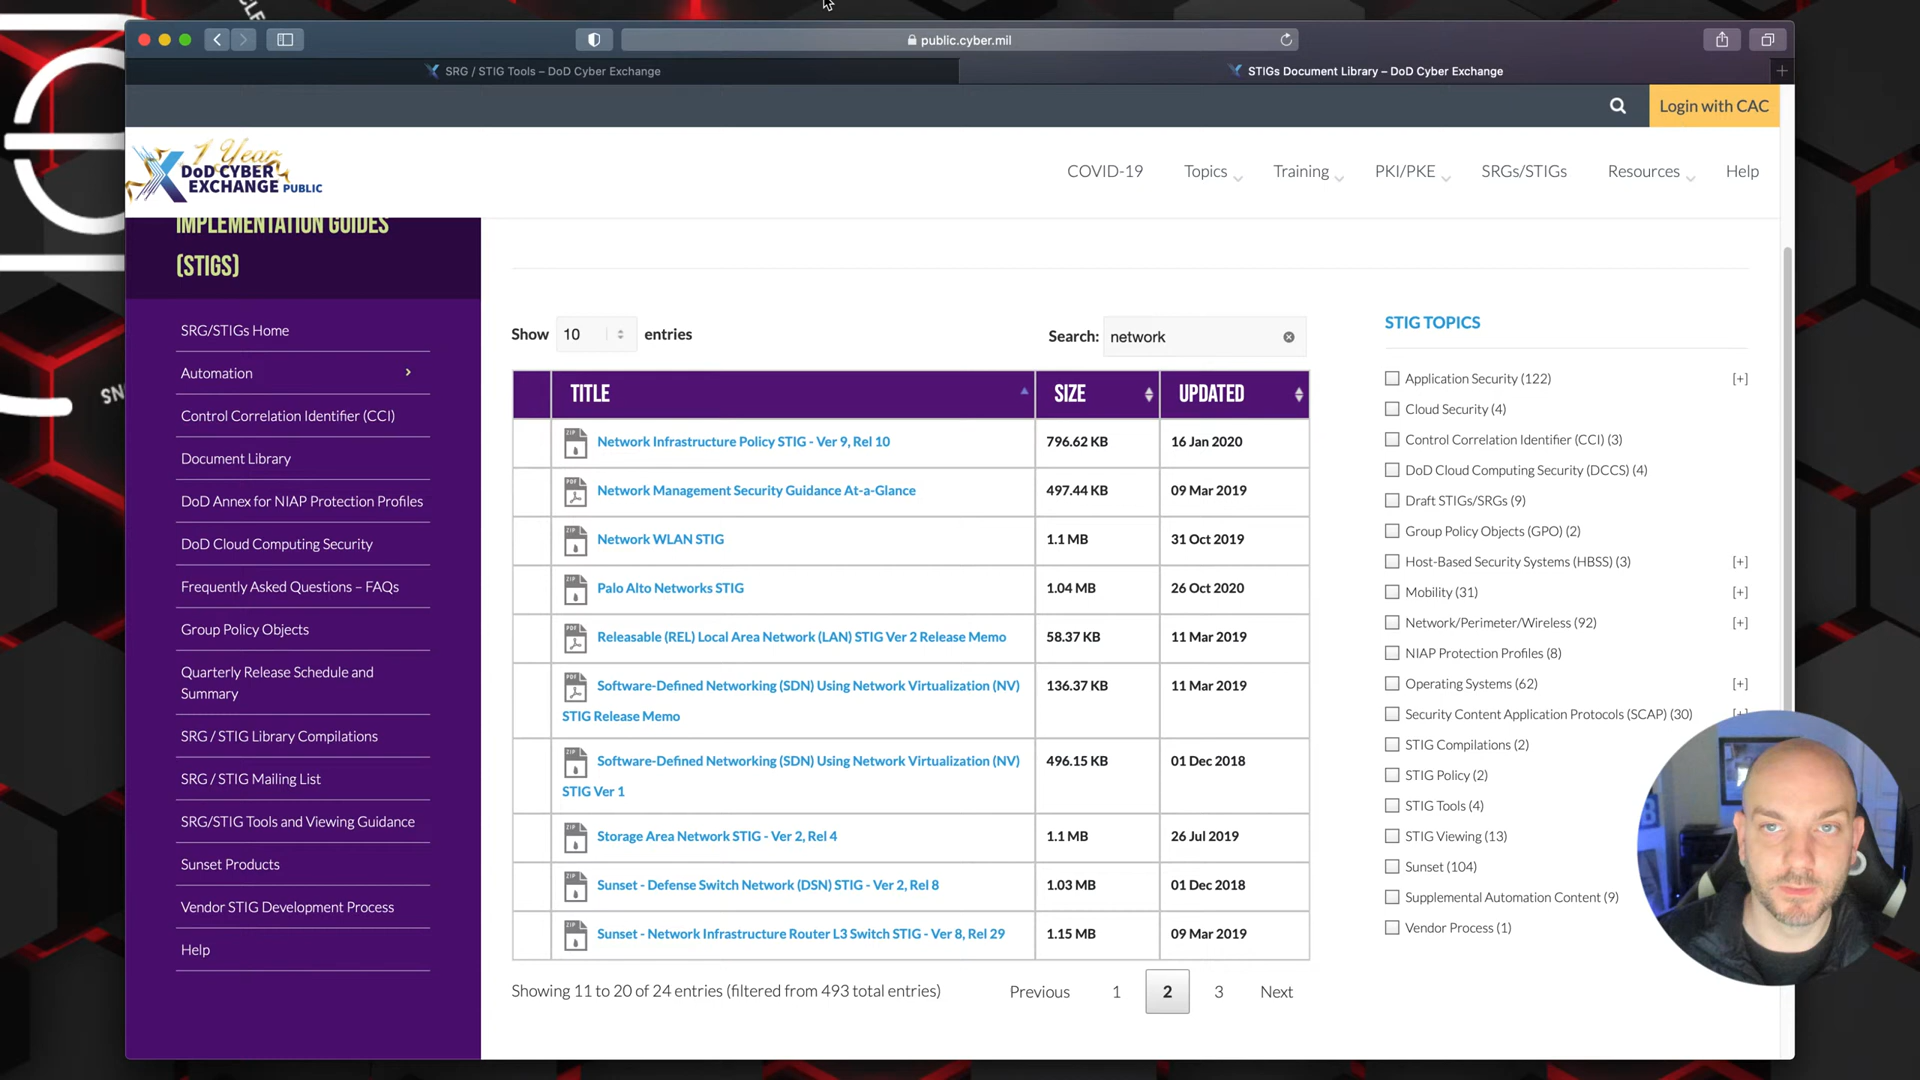 public.cyber.mil
SRG / STIG Tools – DoD Cyber Exchange
STIGs Document Library – DoD Cyber Exchange
Login with CAC
1 Year
DoD CYBER
EXCHANGE PUBLIC
COVID-19
Topics
Training
PKI/PKE
SRGs/STIGs
Resources
Help
IMPLEMENTATION GUIDES
(STIGS)
SRG/STIGs Home
Automation
Control Correlation Identifier (CCI)
Document Library
DoD Annex for NIAP Protection Profiles
DoD Cloud Computing Security
Frequently Asked Questions – FAQs
Group Policy Objects
Quarterly Release Schedule and
Summary
SRG / STIG Library Compilations
SRG / STIG Mailing List
SRG/STIG Tools and Viewing Guidance
Sunset Products
Vendor STIG Development Process
Help
Show 10 entries
Search: network
TITLE SIZE UPDATED
ZIP Network Infrastructure Policy STIG - Ver 9, Rel 10 796.62 KB 16 Jan 2020
PDF Network Management Security Guidance At-a-Glance 497.44 KB 09 Mar 2019
ZIP Network WLAN STIG 1.1 MB 31 Oct 2019
ZIP Palo Alto Networks STIG 1.04 MB 26 Oct 2020
PDF Releasable (REL) Local Area Network (LAN) STIG Ver 2 Release Memo 58.37 KB 11 Mar 2019
PDF Software-Defined Networking (SDN) Using Network Virtualization (NV) 136.37 KB 11 Mar 2019
STIG Release Memo
ZIP Software-Defined Networking (SDN) Using Network Virtualization (NV) 496.15 KB 01 Dec 2018
STIG Ver 1
ZIP Storage Area Network STIG - Ver 2, Rel 4 1.1 MB 26 Jul 2019
ZIP Sunset - Defense Switch Network (DSN) STIG - Ver 2, Rel 8 1.03 MB 01 Dec 2018
ZIP Sunset - Network Infrastructure Router L3 Switch STIG - Ver 8, Rel 29 1.15 MB 09 Mar 2019
Showing 11 to 20 of 24 entries (filtered from 493 total entries)
Previous 1 2 3 Next
STIG TOPICS
Application Security (122) [+]
Cloud Security (4)
Control Correlation Identifier (CCI) (3)
DoD Cloud Computing Security (DCCS) (4)
Draft STIGs/SRGs (9)
Group Policy Objects (GPO) (2)
Host-Based Security Systems (HBSS) (3) [+]
Mobility (31) [+]
Network/Perimeter/Wireless (92) [+]
NIAP Protection Profiles (8)
Operating Systems (62) [+]
Security Content Application Protocols (SCAP) (30) [+]
STIG Compilations (2)
STIG Policy (2)
STIG Tools (4)
STIG Viewing (13)
Sunset (104)
Supplemental Automation Content (9)
Vendor Process (1)